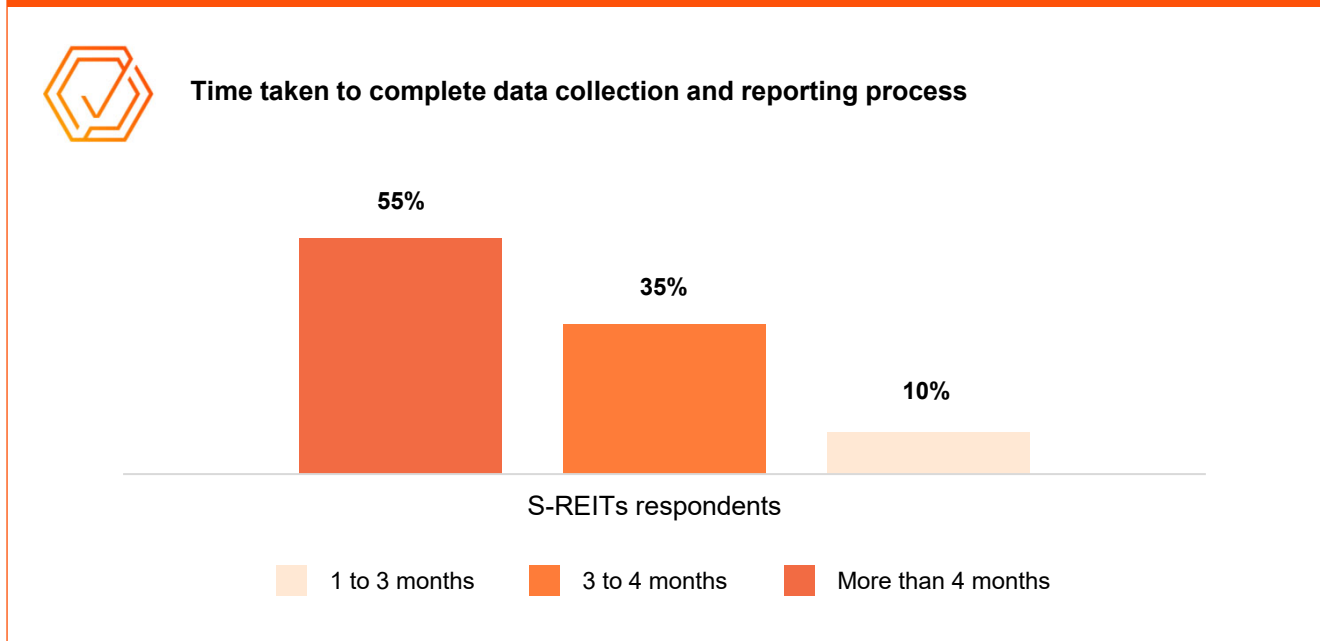 Time taken to complete data collection and reporting process
55%
35%
10%
S-REITs respondents
1 to 3 months
3 to 4 months
More than 4 months